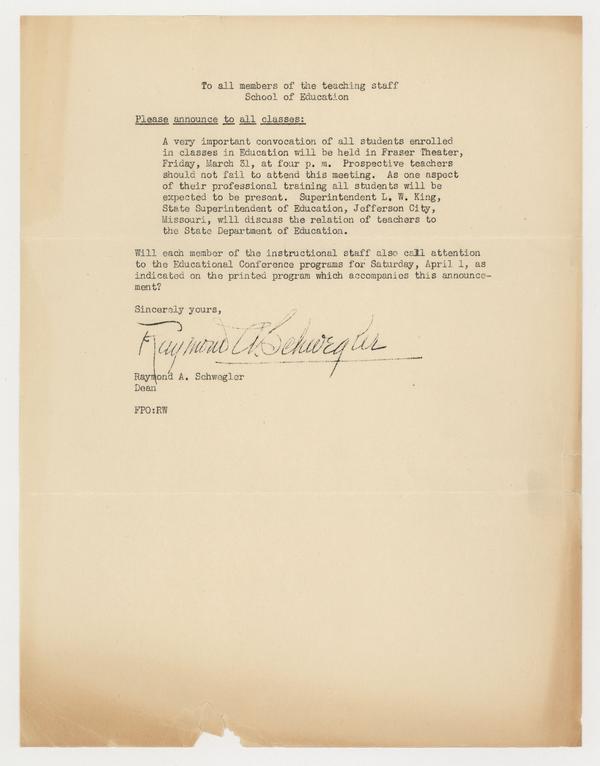 To all members of the teaching staff
School of Education
Please announce to all classes:
A very important convocation of all students enrolled
in classes in Education will be held in Fraser Theater,
Friday, March 31, at four p. m. Prospective teachers
should not fail to attend this meeting. As one aspect
of their professional training all students will be
expected to be present. Superintendent L. W. King,
State Superintendent of Education, Jefferson City,
Missouri, will discuss the relation of teachers to
the State Department of Education.
Will each member of the instructional staff also call attention
to the Educational Conference programs for Saturday, April 1, as
indicated on the printed program which accompanies this announce-
ment?
Sincerely yours,
Raymond A. Schwegler
Raymond A. Schwegler
Dean
FPO:RW